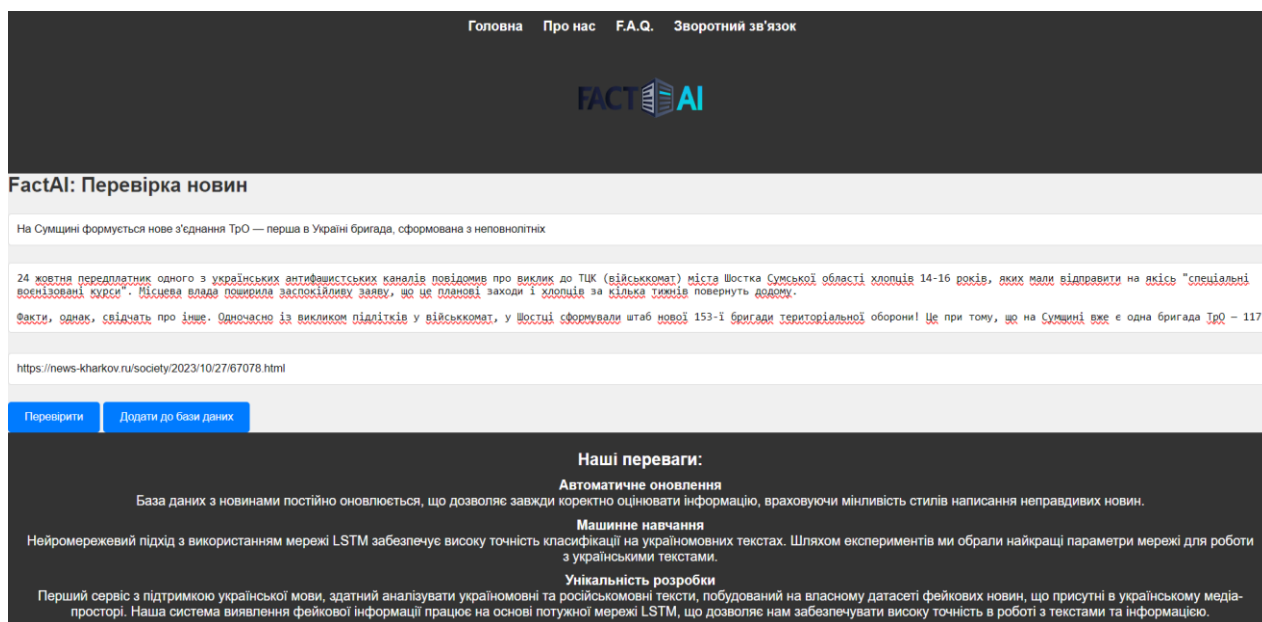 Головна Про нас F.A.Q. Зворотний зв'язок
FACT AI
FactAI: Перевірка новин
На Сумщині формується нове з'єднання ТрО — перша в Україні бригада, сформована з неповнолітніх
24 жовтня передплатник одного з українських антифашистських каналів повідомив про виклик до ТЦК (військкомат) міста Шостка Сумської області хлопців 14-16 років, яких мали відправити на якісь "спеціальні
воєнізовані курси". Місцева влада поширила заспокійливу заяву, що це планові заходи і хлопців за кілька тижнів повернуть додому.
Факти, однак, свідчать про інше. Одночасно із викликом підлітків у військкомат, у Шостці сформували штаб нової 153-ї бригади територіальної оборони! Це при тому, що на Сумщині вже є одна бригада ТрО — 117
https://news-kharkov.ru/society/2023/10/27/67078.html
Перевірити Додати до бази даних
Наші переваги:
Автоматичне оновлення
База даних з новинами постійно оновлюється, що дозволяє завжди коректно оцінювати інформацію, враховуючи мінливість стилів написання неправдивих новин.
Машинне навчання
Нейромережевий підхід з використанням мережі LSTM забезпечує високу точність класифікації на україномовних текстах. Шляхом експериментів ми обрали найкращі параметри мережі для роботи
з українськими текстами.
Унікальність розробки
Перший сервіс з підтримкою української мови, здатний аналізувати україномовні та російськомовні тексти, побудований на власному датасеті фейкових новин, що присутні в українському медіа-
просторі. Наша система виявлення фейкової інформації працює на основі потужної мережі LSTM, що дозволяє нам забезпечувати високу точність в роботі з текстами та інформацією.